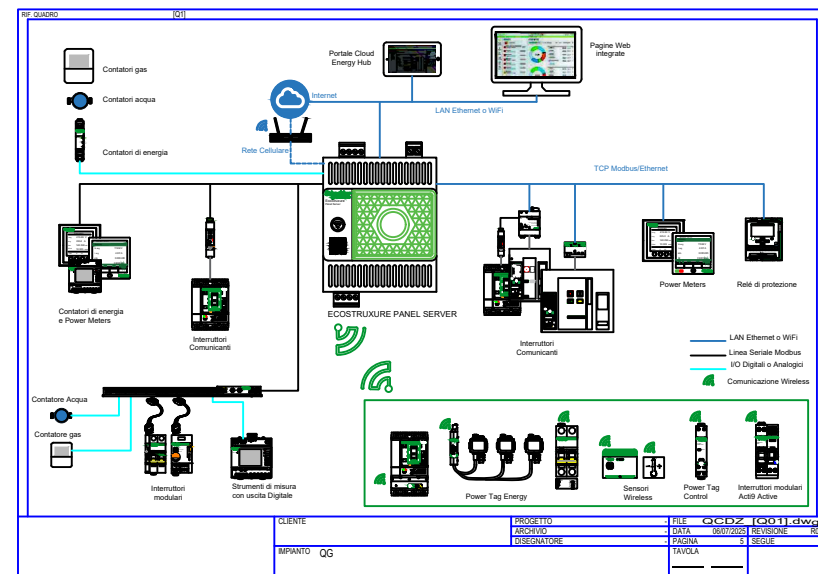 RIF. QUADRO [Q1]
Contatori gas
Contatori acqua
Contatori di energia
Portale Cloud
Energy Hub
Pagine Web
integrate
Internet
LAN Ethernet o WiFi
Rete Cellulare
TCP Modbus/Ethernet
Contatori di energia
e Power Meters
Interruttori
Comunicanti
ECOSTRUXURE PANEL SERVER
Interruttori
Comunicanti
Power Meters
Relé di protezione
LAN Ethernet o WiFi
Linea Seriale Modbus
I/O Digitali o Analogici
Comunicazione Wireless
Contatore Acqua
Contatore gas
Interruttori
modulari
Strumenti di misura
con uscita Digitale
Power Tag Energy
Sensori
Wireless
Power Tag
Control
Interruttori modulari
Acti9 Active
CLIENTE
PROGETTO -
FILE QCDZ [Q01].dwg
ARCHIVIO -
DATA 06/07/2025 REVISIONE R0
DISEGNATORE -
PAGINA 5 SEGUE
IMPIANTO QG
TAVOLA